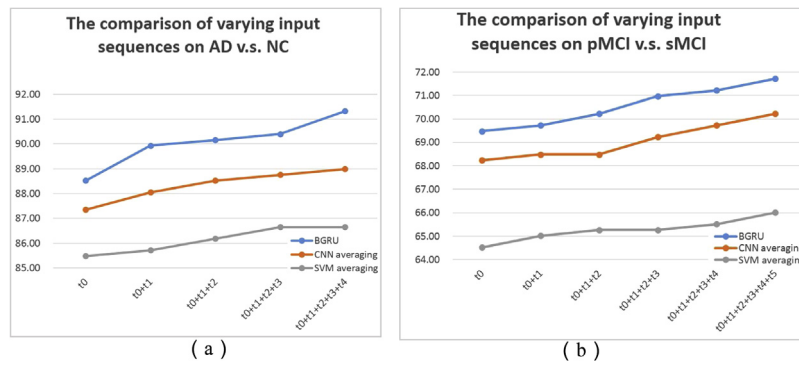 The comparison of varying input
sequences on AD v.s. NC
92.00
91.00
90.00
89.00
88.00
87.00
86.00
85.00
BGRU
CNN averaging
SVM averaging
t0
t0+t1
t0+t1+t2
t0+t1+t2+t3
t0+t1+t2+t3+t4
( a )
The comparison of varying input
sequences on pMCI v.s. sMCI
72.00
71.00
70.00
69.00
68.00
67.00
66.00
65.00
64.00
BGRU
CNN averaging
SVM averaging
t0
t0+t1
t0+t1+t2
t0+t1+t2+t3
t0+t1+t2+t3+t4
t0+t1+t2+t3+t4+t5
( b )